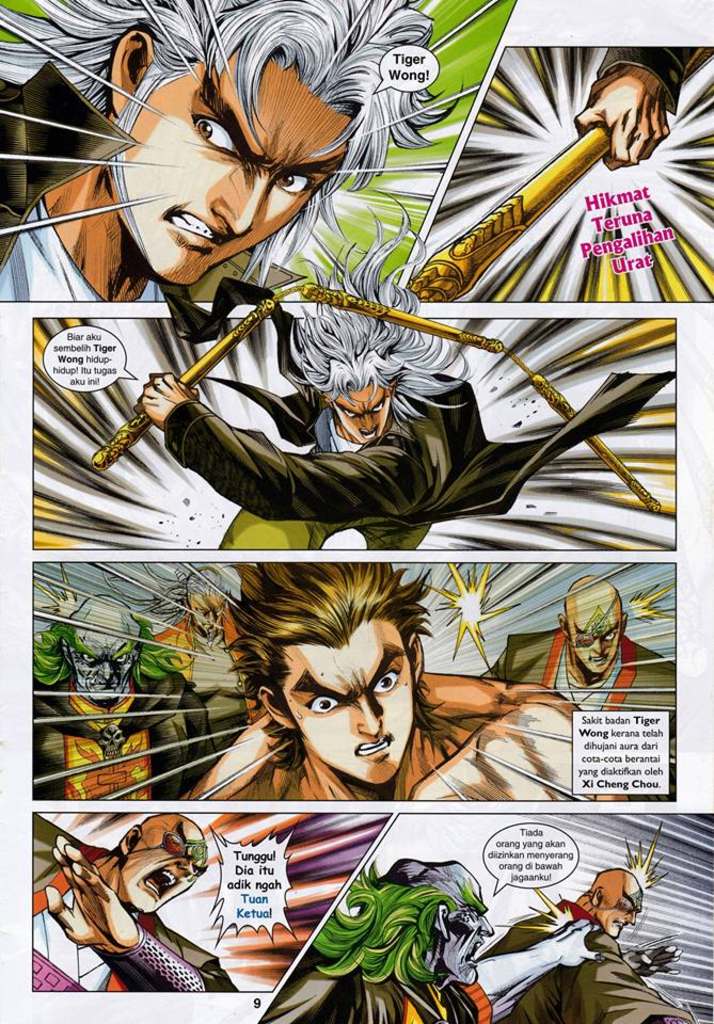 Tiger
Wong!
Hikmat
Teruna
Pengalihan
Urat
Biar aku
sembelih Tiger
Wong hidup-
hidup! Itu tugas
aku ini!
Sakit badan Tiger
Wong kerana telah
dihujani aura dari
cota-cota berantai
yang diaktifkan oleh
Xi Cheng Chou.
Tunggu!
Dia itu
adik ngah
Tuan
Ketua!
Tiada
orang yang akan
diizinkan menyerang
orang di bawah
jagaanku!
9